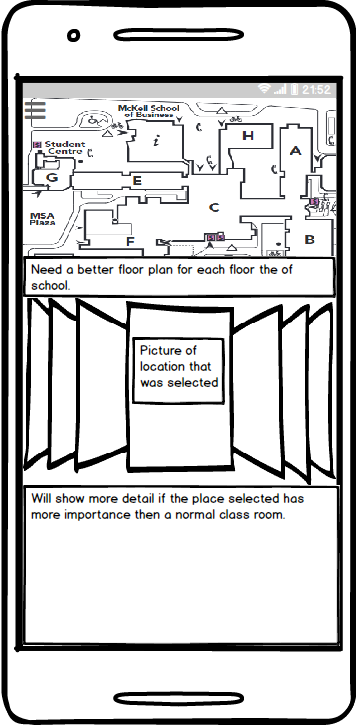 21:52
McKell School
of Business
i
H
A
Student
Centre
G
E
C
MSA
Plaza
F
B
Need a better floor plan for each floor the of
school.
Picture of
location that
was selected
Will show more detail if the place selected has
more importance then a normal class room.